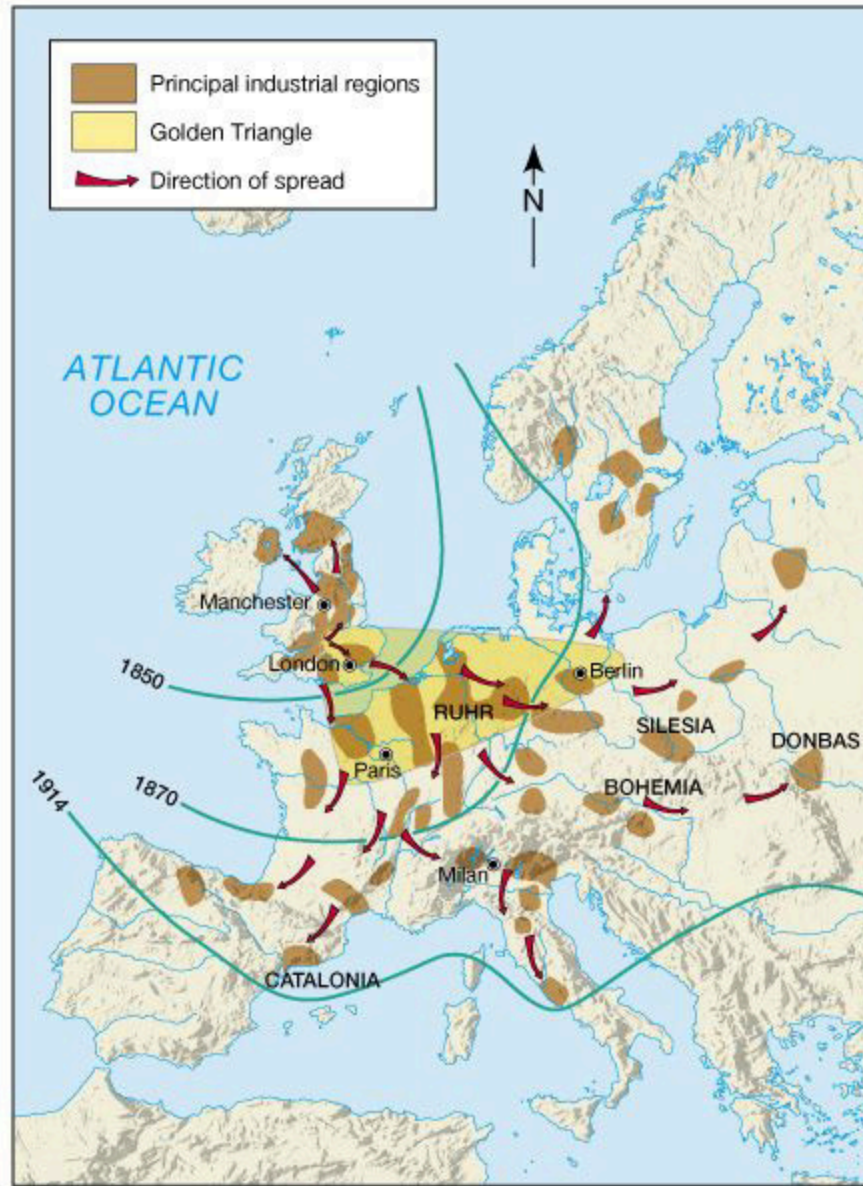 Principal industrial regions
Golden Triangle
Direction of spread
N
ATLANTIC
OCEAN
Manchester
London
1850
Berlin
RUHR
SILESIA
DONBAS
Paris
BOHEMIA
1870
1914
Milan
CATALONIA